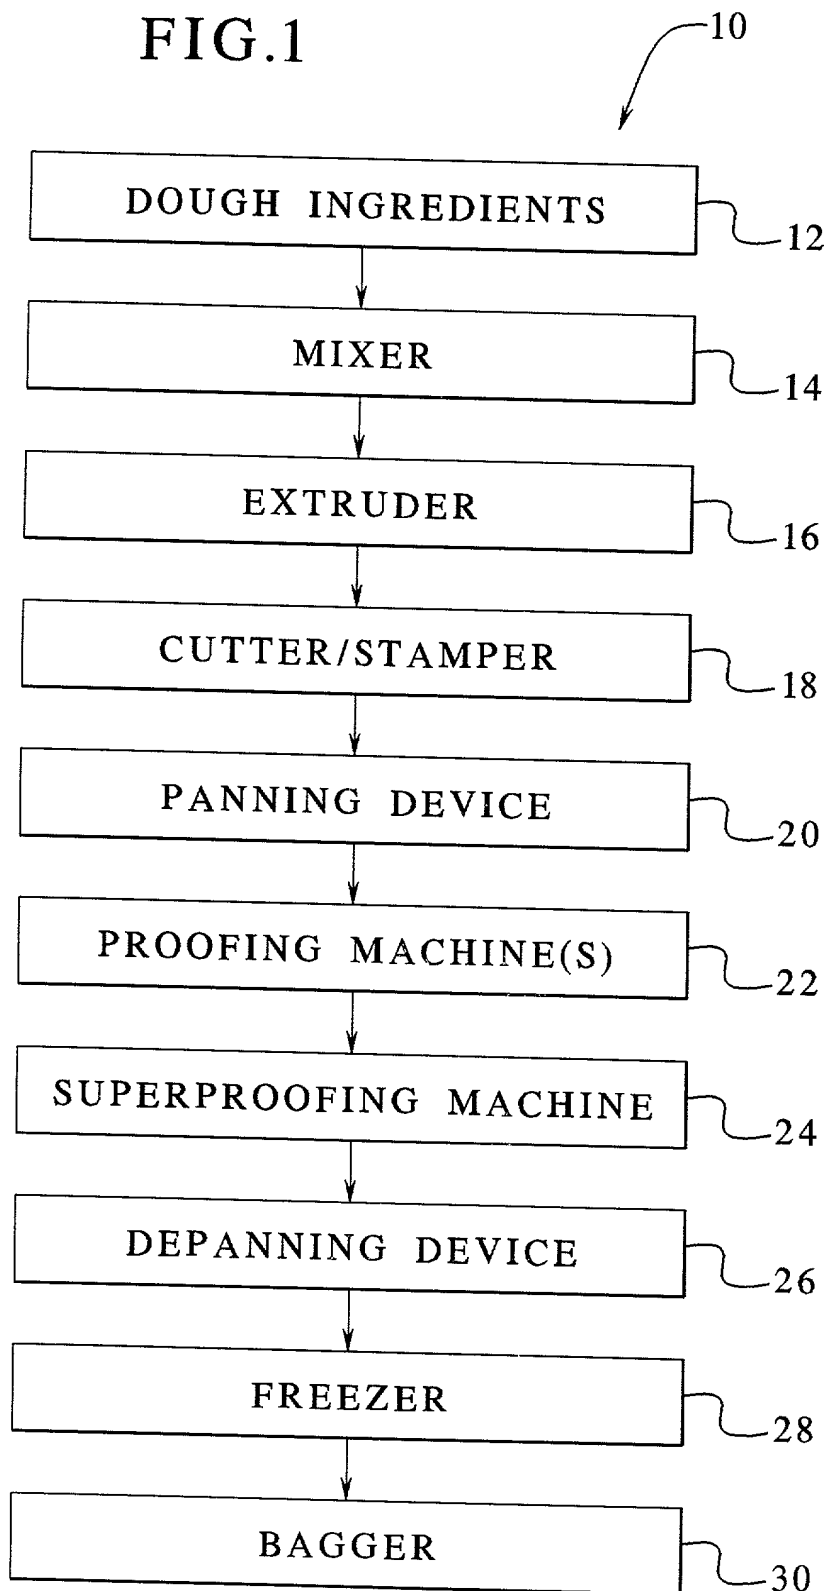 FIG.1
10
DOUGH INGREDIENTS
12
MIXER
14
EXTRUDER
16
CUTTER/STAMPER
18
PANNING DEVICE
20
PROOFING MACHINE(S)
22
SUPERPROOFING MACHINE
24
DEPANNING DEVICE
26
FREEZER
28
BAGGER
30